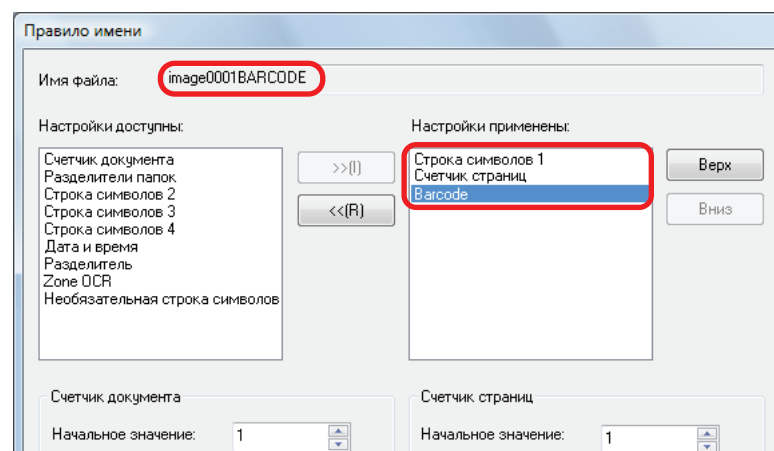 Правило имени
Имя файла: image0001BARCODE
Настройки доступны:
Счетчик документа
Разделители папок
Строка символов 2
Строка символов 3
Строка символов 4
Дата и время
Разделитель
Zone OCR
Необязательная строка символов
>>(I)
<<(R)
Настройки применены:
Строка символов 1
Счетчик страниц
Barcode
Верх
Вниз
Счетчик документа
Начальное значение: 1
Счетчик страниц
Начальное значение: 1